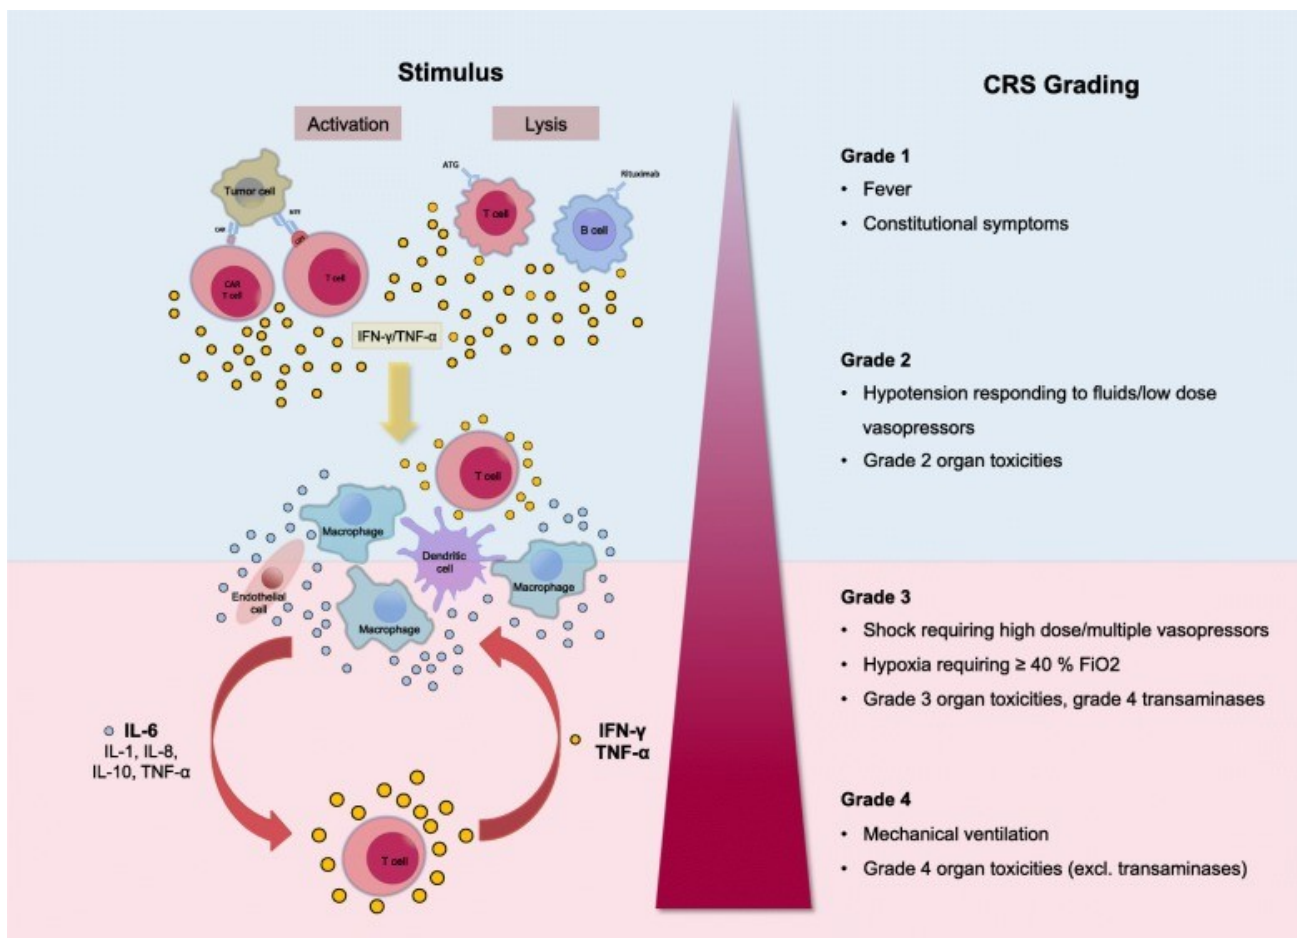 Stimulus
CRS Grading
Activation
Lysis
ATG
Rituximab
Tumor cell
CAR
BiTE
CD3
T cell
B cell
CAR
T cell
T cell
IFN-γ/TNF-α
T cell
Macrophage
Dendritic
cell
Macrophage
Endothelial
cell
Macrophage
IL-6
IL-1, IL-8,
IL-10, TNF-α
IFN-γ
TNF-α
T cell
Grade 1
• Fever
• Constitutional symptoms
Grade 2
• Hypotension responding to fluids/low dose
vasopressors
• Grade 2 organ toxicities
Grade 3
• Shock requiring high dose/multiple vasopressors
• Hypoxia requiring ≥ 40 % FiO2
• Grade 3 organ toxicities, grade 4 transaminases
Grade 4
• Mechanical ventilation
• Grade 4 organ toxicities (excl. transaminases)